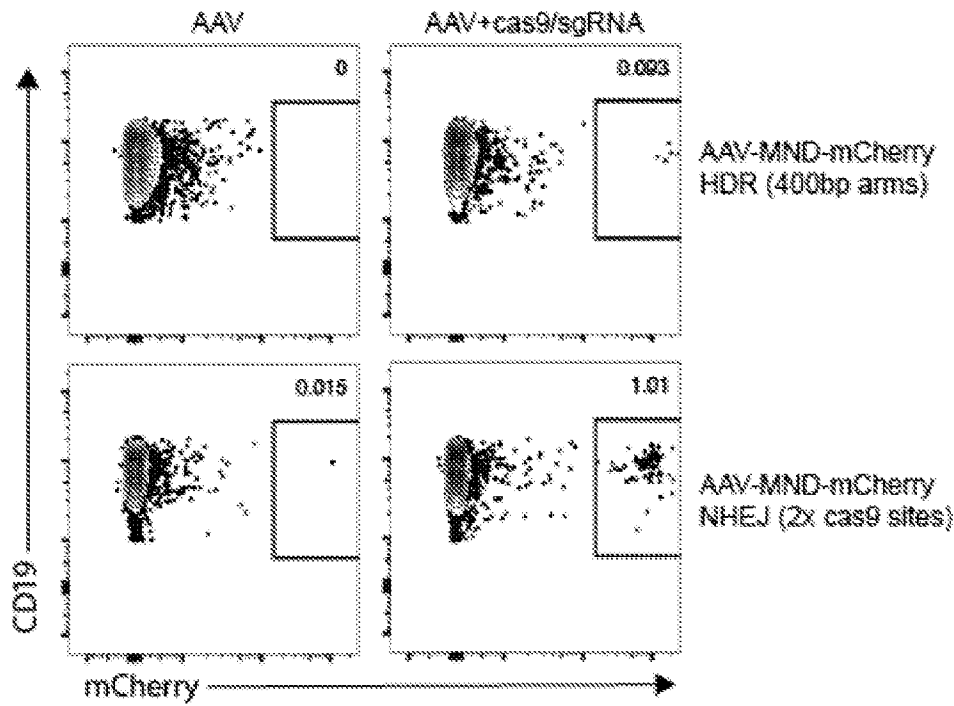 AAV
AAV+cas9/sgRNA
0
0.093
AAV-MND-mCherry
HDR (400bp arms)
0.015
1.01
AAV-MND-mCherry
NHEJ (2x cas9 sites)
CD19
mCherry